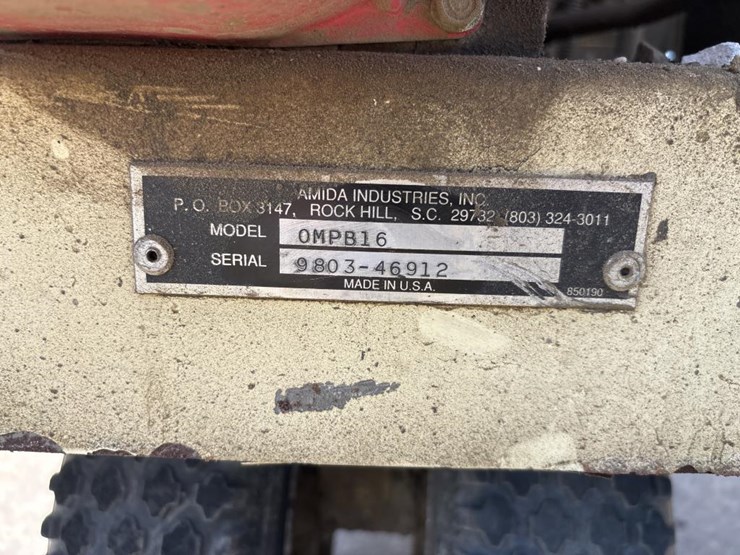 AMIDA INDUSTRIES, INC
P. O. BOX 3147, ROCK HILL, S.C. 29732 (803) 324-3011
MODEL 0MPB16
SERIAL 9803-46912
MADE IN U.S.A.
850190